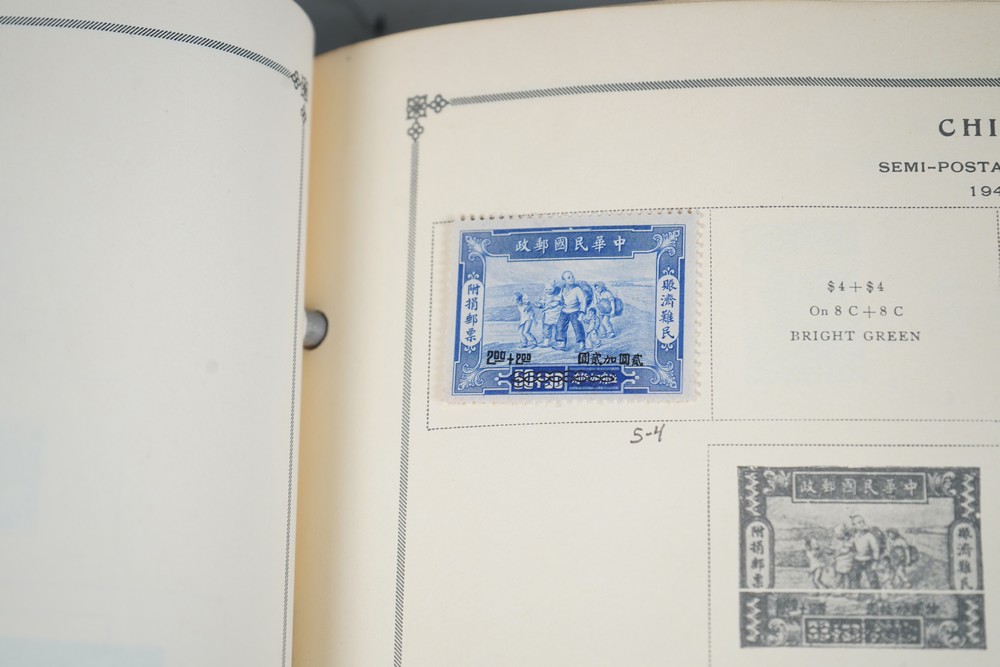 CHI
SEMI-POSTA
194
政郵國民華中
附捐郵票
賑濟難民
2.00+2.00 圓貳加圓貳
S-4
$4+$4
On 8 C+8 C
BRIGHT GREEN
政郵國民華中
附捐郵票
賑濟難民